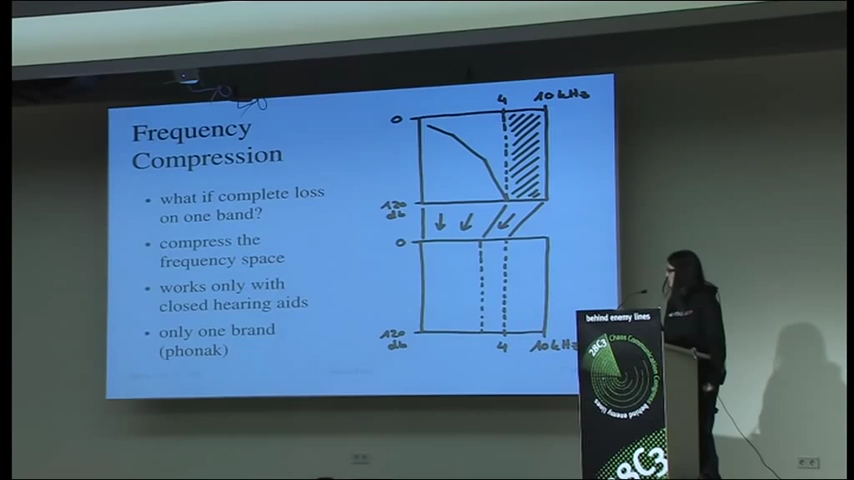 Frequency
Compression
• what if complete loss
on one band?
• compress the
frequency space
• works only with
closed hearing aids
• only one brand
(phonak)
4 10 kHz
0
120
db
0
120
db
4 10 kHz
behind enemy lines
28C3
Chaos Communication Congress
behind enemy lines
28C3